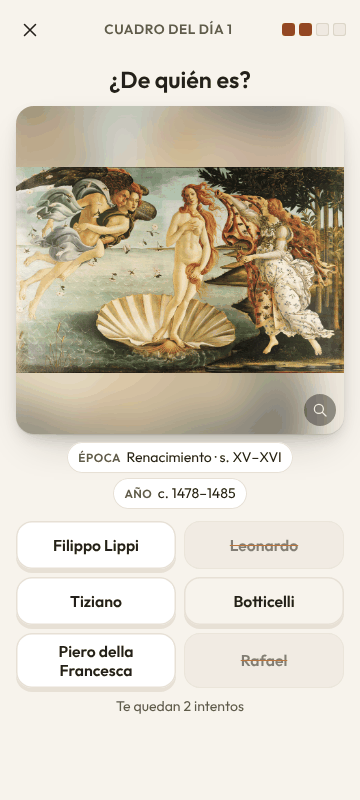 CUADRO DEL DÍA 1
¿De quién es?
ÉPOCA Renacimiento · s. XV–XVI
AÑO c. 1478–1485
Filippo Lippi
Leonardo
Tiziano
Botticelli
Piero della
Francesca
Rafael
Te quedan 2 intentos